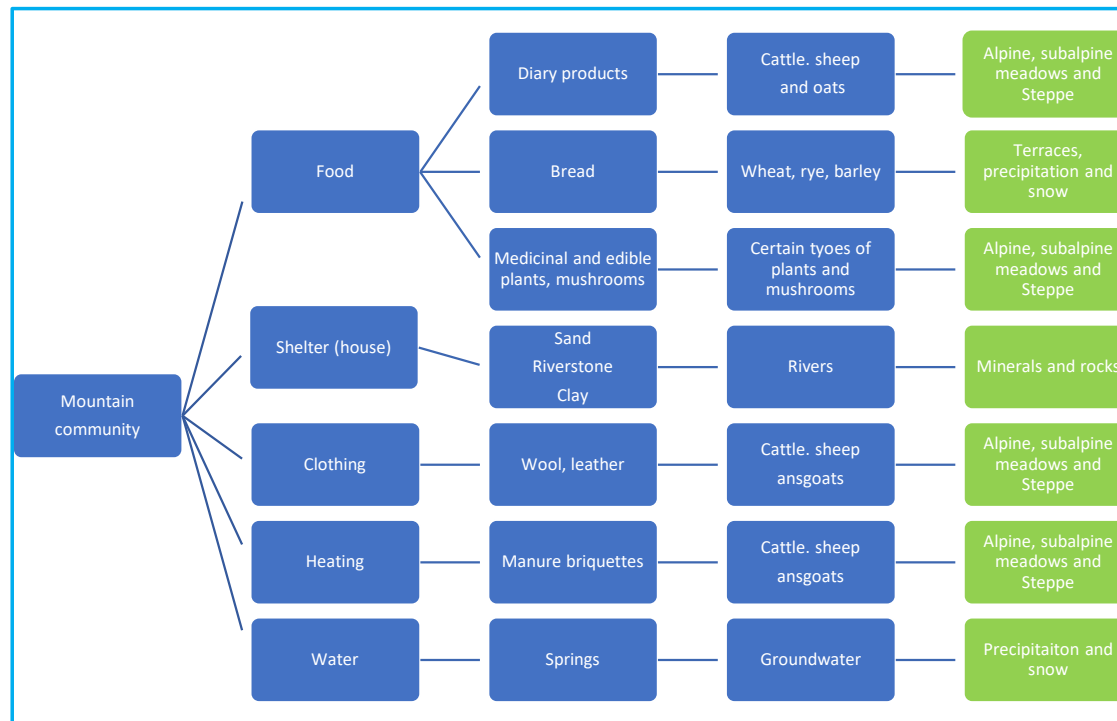 Diary products
Cattle. sheep
and oats
Alpine, subalpine
meadows and
Steppe
Food
Bread
Wheat, rye, barley
Terraces,
precipitation and
snow
Medicinal and edible
plants, mushrooms
Certain tyoes of
plants and
mushrooms
Alpine, subalpine
meadows and
Steppe
Shelter (house)
Sand
Riverstone
Clay
Rivers
Minerals and rocks
Mountain
community
Clothing
Wool, leather
Cattle. sheep
ansgoats
Alpine, subalpine
meadows and
Steppe
Heating
Manure briquettes
Cattle. sheep
ansgoats
Alpine, subalpine
meadows and
Steppe
Water
Springs
Groundwater
Precipitaiton and
snow